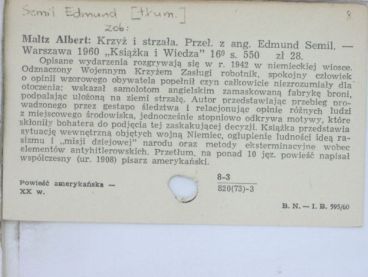 Semil Edmund [tłum.] 8
zob:
Maltz Albert: Krzyż i strzała. Przeł. z ang. Edmund Semil. —
Warszawa 1960 „Książka i Wiedza" 16º s. 550 zł 28.
Opisane wydarzenia rozgrywają się w r. 1942 w niemieckiej wiosce.
Odznaczony Wojennym Krzyżem Zasługi robotnik, spokojny człowiek
o opinii wzorowego obywatela popełnił czyn całkowicie niezrozumiały dla
otoczenia: wskazał samolotom angielskim zamaskowaną fabrykę broni,
podpalając ułożoną na ziemi strzałę. Autor przedstawiając przebieg pro-
wadzonego przez gestapo śledztwa i relacjonując opinie różnych ludzi
z miejscowego środowiska, jednocześnie stopniowo odkrywa motywy, które
skłoniły bohatera do podjęcia tej zaskakującej decyzji. Książka przedstawia
sytuację wewnętrzną objętych wojną Niemiec, ogłupienie ludności ideą ra-
sizmu i „misji dziejowej" narodu oraz metody eksterminacyjne wobec
elementów antyhitlerowskich. Przetłum. na ponad 10 jęz. powieść napisał
współczesny (ur. 1908) pisarz amerykański.
8-3
Powieść amerykańska — 820(73)-3
XX w.
B. N. — I. B. 595/60